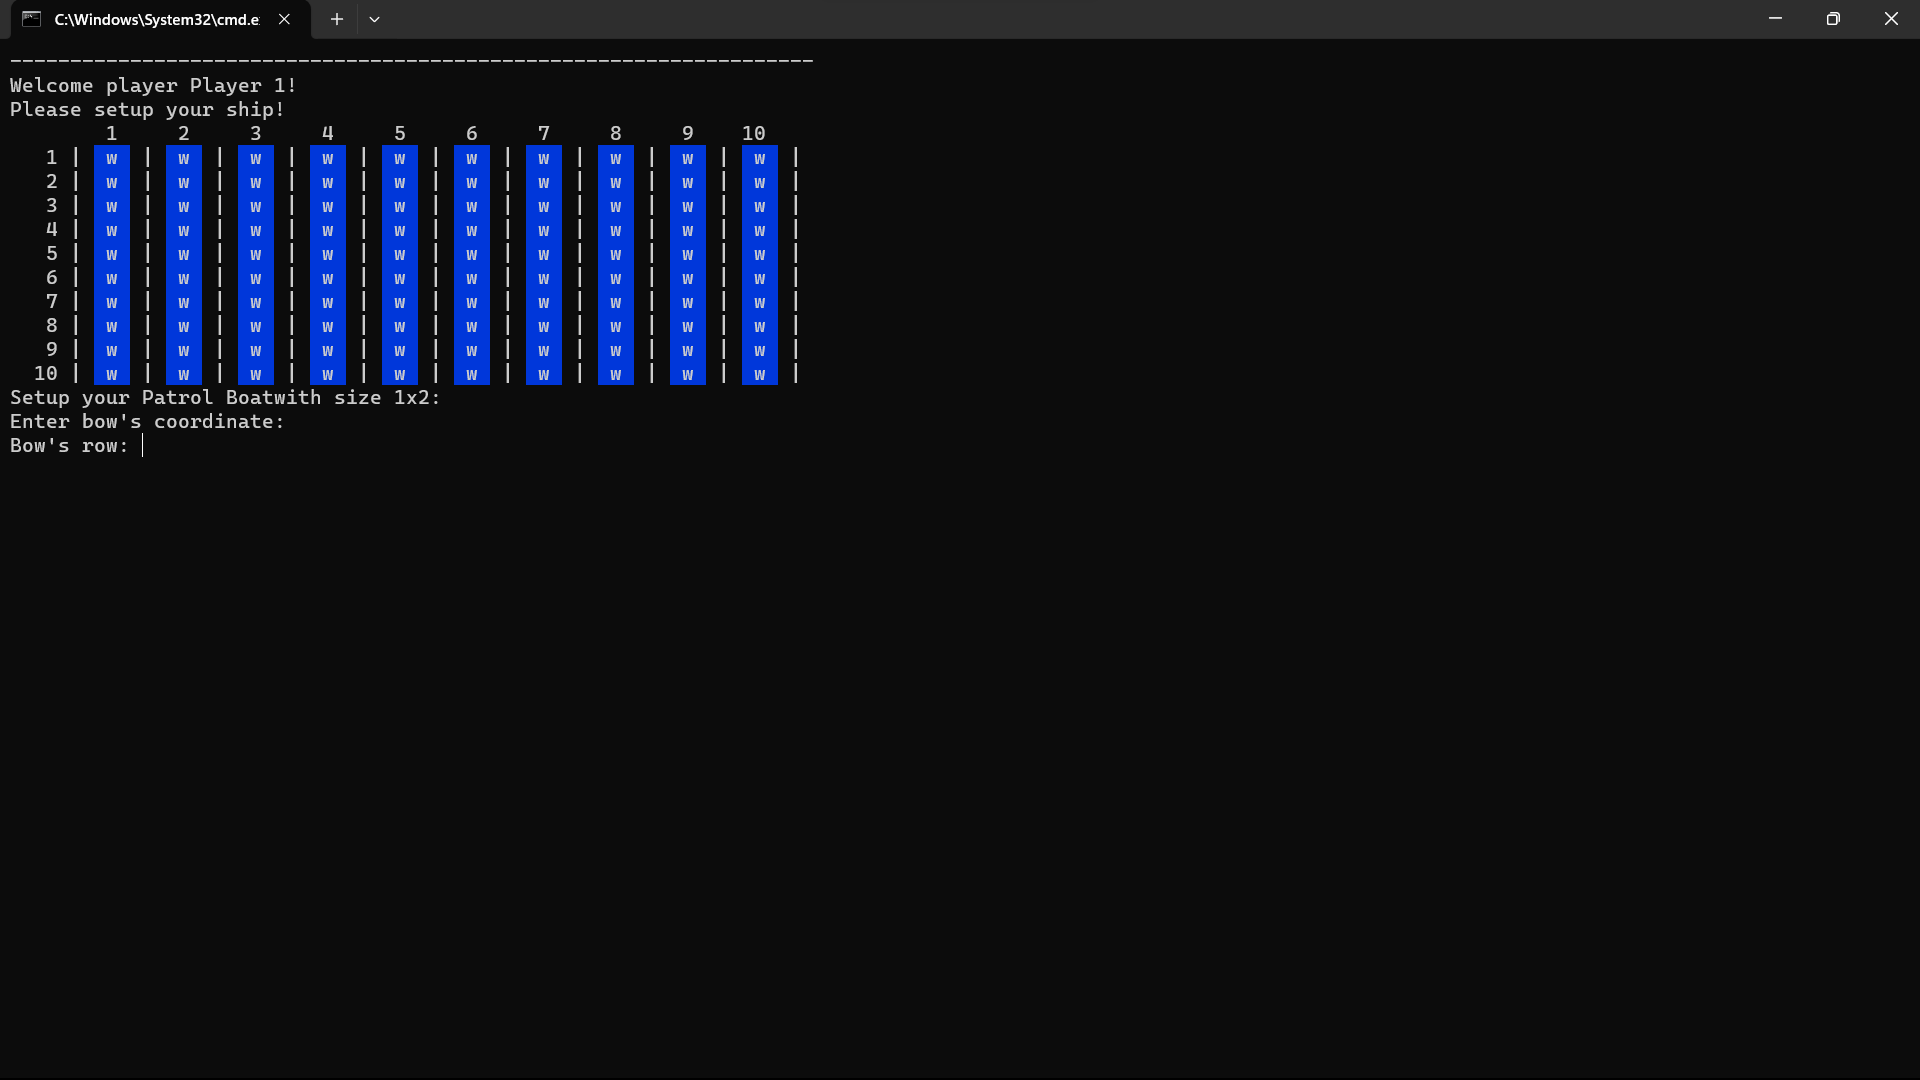 C:\Windows\System32\cmd.e
-------------------------------------------------------------------
Welcome player Player 1!
Please setup your ship!
1 2 3 4 5 6 7 8 9 10
1 | W | W | W | W | W | W | W | W | W | W |
2 | W | W | W | W | W | W | W | W | W | W |
3 | W | W | W | W | W | W | W | W | W | W |
4 | W | W | W | W | W | W | W | W | W | W |
5 | W | W | W | W | W | W | W | W | W | W |
6 | W | W | W | W | W | W | W | W | W | W |
7 | W | W | W | W | W | W | W | W | W | W |
8 | W | W | W | W | W | W | W | W | W | W |
9 | W | W | W | W | W | W | W | W | W | W |
10 | W | W | W | W | W | W | W | W | W | W |
Setup your Patrol Boatwith size 1x2:
Enter bow's coordinate:
Bow's row: